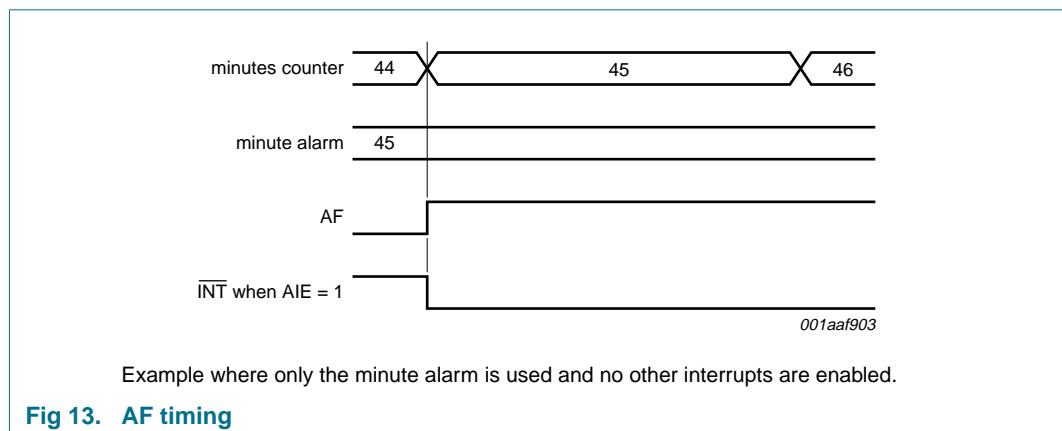 minutes counter 44 45 46
minute alarm 45
AF
INT when AIE = 1
001aaf903
Example where only the minute alarm is used and no other interrupts are enabled.
Fig 13. AF timing